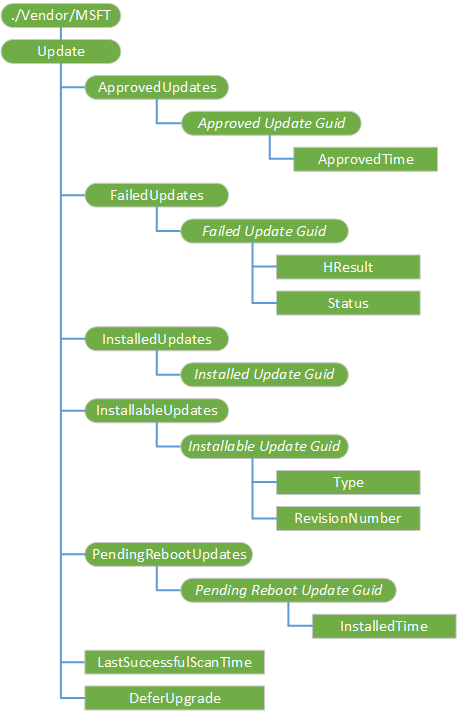 ./Vendor/MSFT
Update
ApprovedUpdates
Approved Update Guid
ApprovedTime
FailedUpdates
Failed Update Guid
HResult
Status
InstalledUpdates
Installed Update Guid
InstallableUpdates
Installable Update Guid
Type
RevisionNumber
PendingRebootUpdates
Pending Reboot Update Guid
InstalledTime
LastSuccessfulScanTime
DeferUpgrade